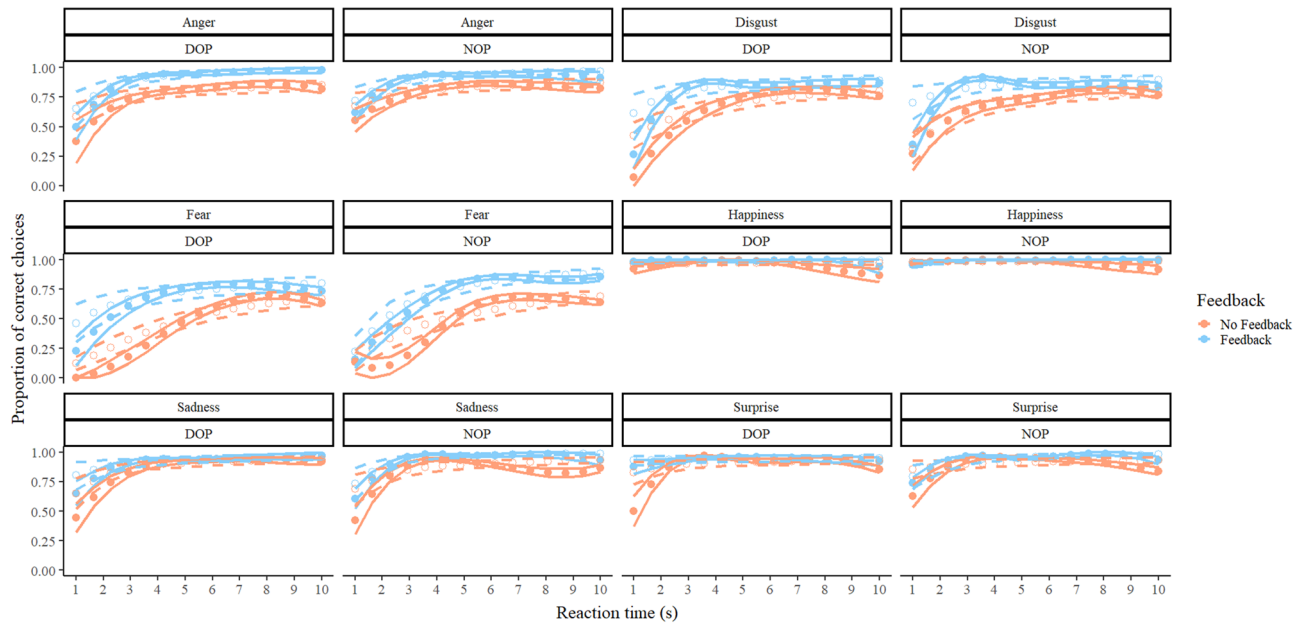 Anger
Anger
Disgust
Disgust
DOP
NOP
DOP
NOP
1.00
0.75
0.50
0.25
0.00
Fear
Fear
Happiness
Happiness
DOP
NOP
DOP
NOP
1.00
0.75
0.50
0.25
0.00
Sadness
Sadness
Surprise
Surprise
DOP
NOP
DOP
NOP
1.00
0.75
0.50
0.25
0.00
1 2 3 4 5 6 7 8 9 10
1 2 3 4 5 6 7 8 9 10
1 2 3 4 5 6 7 8 9 10
1 2 3 4 5 6 7 8 9 10
Reaction time (s)
Proportion of correct choices
Feedback
No Feedback
Feedback